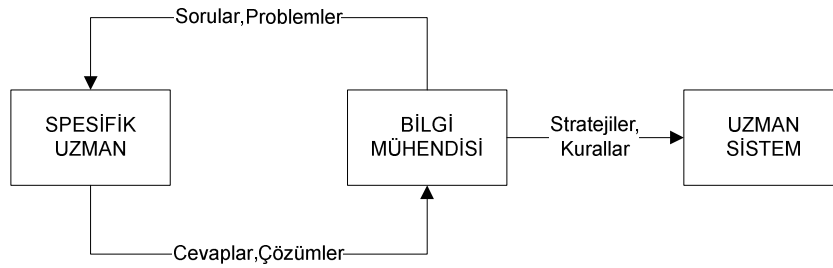 Sorular,Problemler
SPESİFİK
UZMAN
BİLGİ
MÜHENDİSİ
Stratejiler,
Kurallar
UZMAN
SİSTEM
Cevaplar,Çözümler